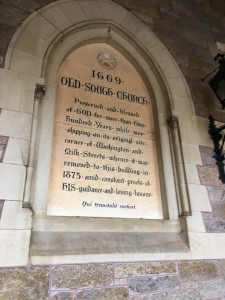 1669
OLD·SOUTH·CHURCH
Preserved·and·blessed·
of·GOD·for·more·than·two·
hundred·Years·while·wor-
shipping·on·its·original·site·
corner·of·Washington·and·
Milk·Streets·whence·it·was·
removed·to·this·building·in·
1875·amid·constant·proofs·of·
HIS·guidance·and·loving·favour·
Qui transtulit sustinet.